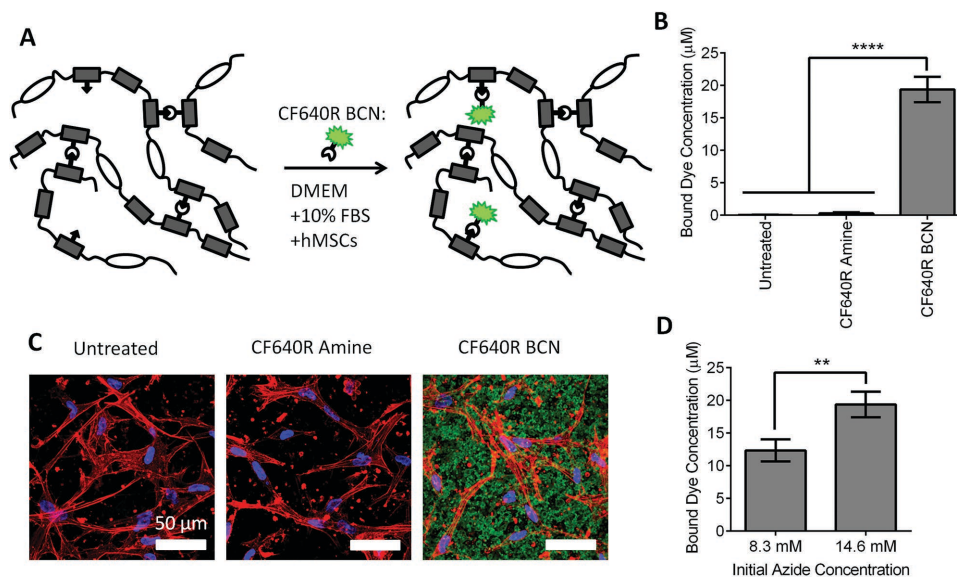 A
CF640R BCN:
DMEM
+10% FBS
+hMSCs
B
Bound Dye Concentration (μM)
25
20
15
10
5
0
****
Untreated
CF640R Amine
CF640R BCN
C
Untreated
CF640R Amine
CF640R BCN
50 μm
D
Bound Dye Concentration (μM)
25
20
15
10
5
0
**
8.3 mM
14.6 mM
Initial Azide Concentration